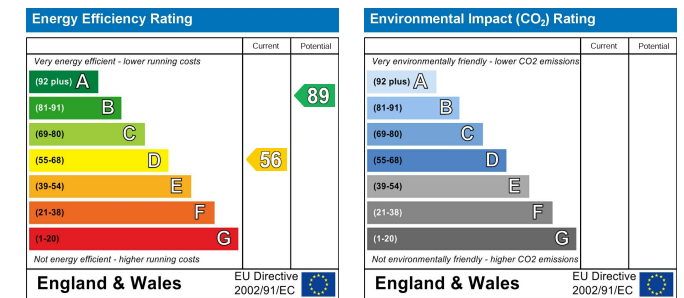 Energy Efficiency Rating
Current Potential
Very energy efficient - lower running costs
(92 plus) A
(81-91) B
89
(69-80) C
(55-68) D
56
(39-54) E
(21-38) F
(1-20) G
Not energy efficient - higher running costs
England & Wales
EU Directive
2002/91/EC
Environmental Impact (CO2) Rating
Current Potential
Very environmentally friendly - lower CO2 emissions
(92 plus) A
(81-91) B
(69-80) C
(55-68) D
(39-54) E
(21-38) F
(1-20) G
Not environmentally friendly - higher CO2 emissions
England & Wales
EU Directive
2002/91/EC